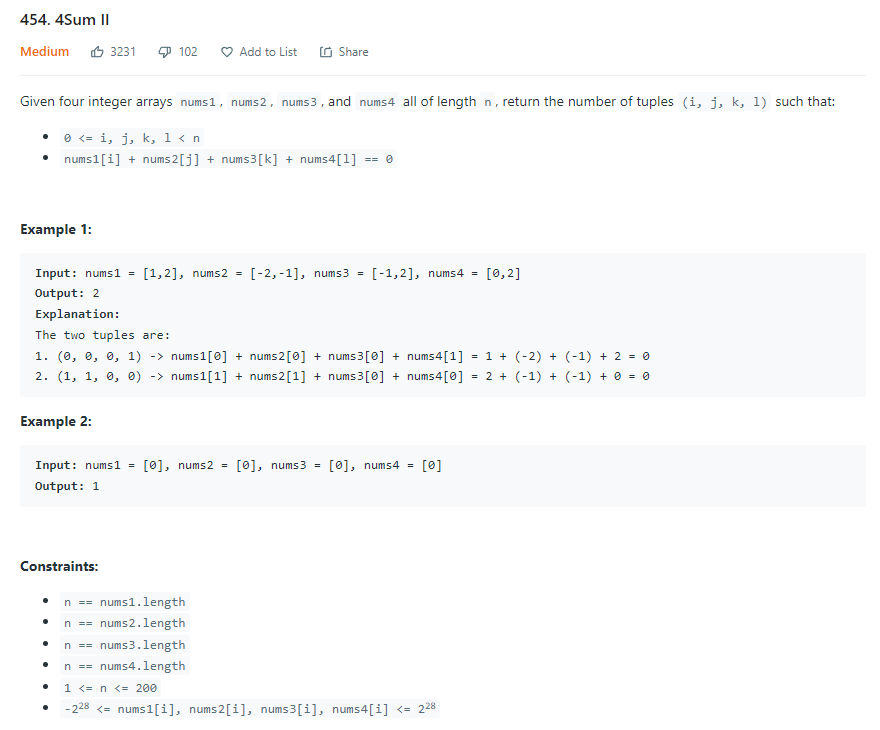 454. 4Sum II
Medium 3231 102 Add to List Share
Given four integer arrays nums1, nums2, nums3, and nums4 all of length n, return the number of tuples (i, j, k, l) such that:
• 0 <= i, j, k, l < n
• nums1[i] + nums2[j] + nums3[k] + nums4[l] == 0
Example 1:
Input: nums1 = [1,2], nums2 = [-2,-1], nums3 = [-1,2], nums4 = [0,2]
Output: 2
Explanation:
The two tuples are:
1. (0, 0, 0, 1) -> nums1[0] + nums2[0] + nums3[0] + nums4[1] = 1 + (-2) + (-1) + 2 = 0
2. (1, 1, 0, 0) -> nums1[1] + nums2[1] + nums3[0] + nums4[0] = 2 + (-1) + (-1) + 0 = 0
Example 2:
Input: nums1 = [0], nums2 = [0], nums3 = [0], nums4 = [0]
Output: 1
Constraints:
• n == nums1.length
• n == nums2.length
• n == nums3.length
• n == nums4.length
• 1 <= n <= 200
• -2²⁸ <= nums1[i], nums2[i], nums3[i], nums4[i] <= 2²⁸